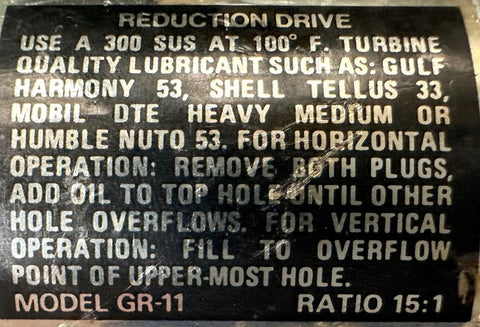 REDUCTION DRIVE
USE A 300 SUS AT 100° F. TURBINE
QUALITY LUBRICANT SUCH AS: GULF
HARMONY 53, SHELL TELLUS 33,
MOBIL DTE HEAVY MEDIUM OR
HUMBLE NUTO 53. FOR HORIZONTAL
OPERATION: REMOVE BOTH PLUGS,
ADD OIL TO TOP HOLE UNTIL OTHER
HOLE OVERFLOWS. FOR VERTICAL
OPERATION: FILL TO OVERFLOW
POINT OF UPPER-MOST HOLE.
MODEL GR-11 RATIO 15:1